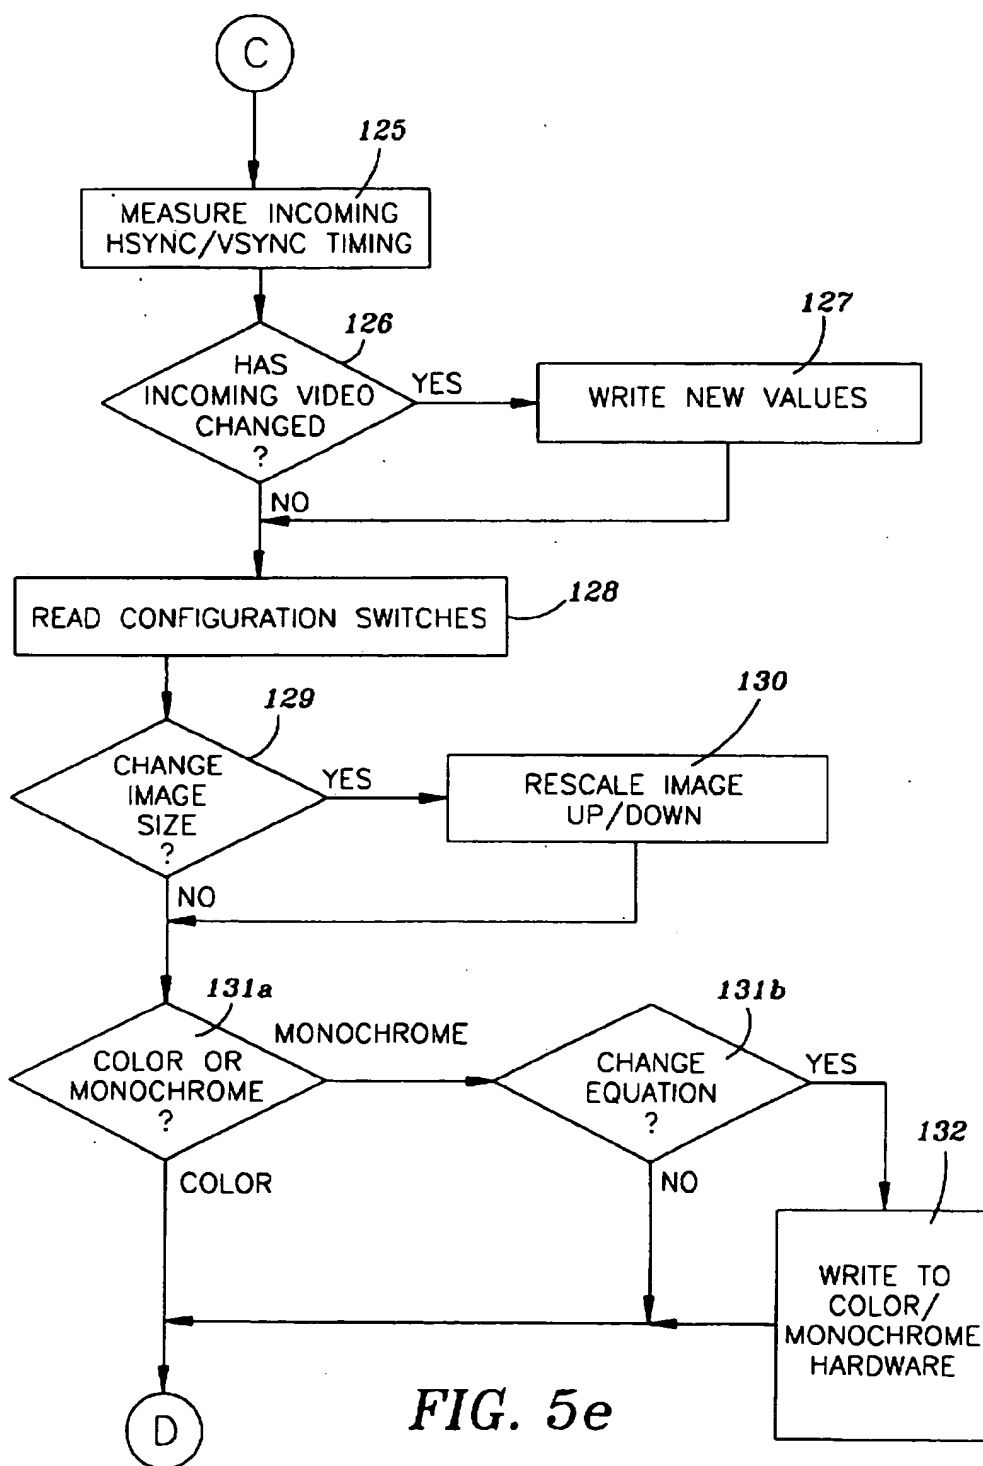 C
125
MEASURE INCOMING
HSYNC/VSYNC TIMING
126
HAS
INCOMING VIDEO
CHANGED
?
YES
127
WRITE NEW VALUES
NO
READ CONFIGURATION SWITCHES
128
129
CHANGE
IMAGE
SIZE
?
YES
130
RESCALE IMAGE
UP/DOWN
NO
131a
COLOR OR
MONOCHROME
?
MONOCHROME
131b
CHANGE
EQUATION
?
YES
132
COLOR
NO
WRITE TO
COLOR/
MONOCHROME
HARDWARE
D
FIG. 5e